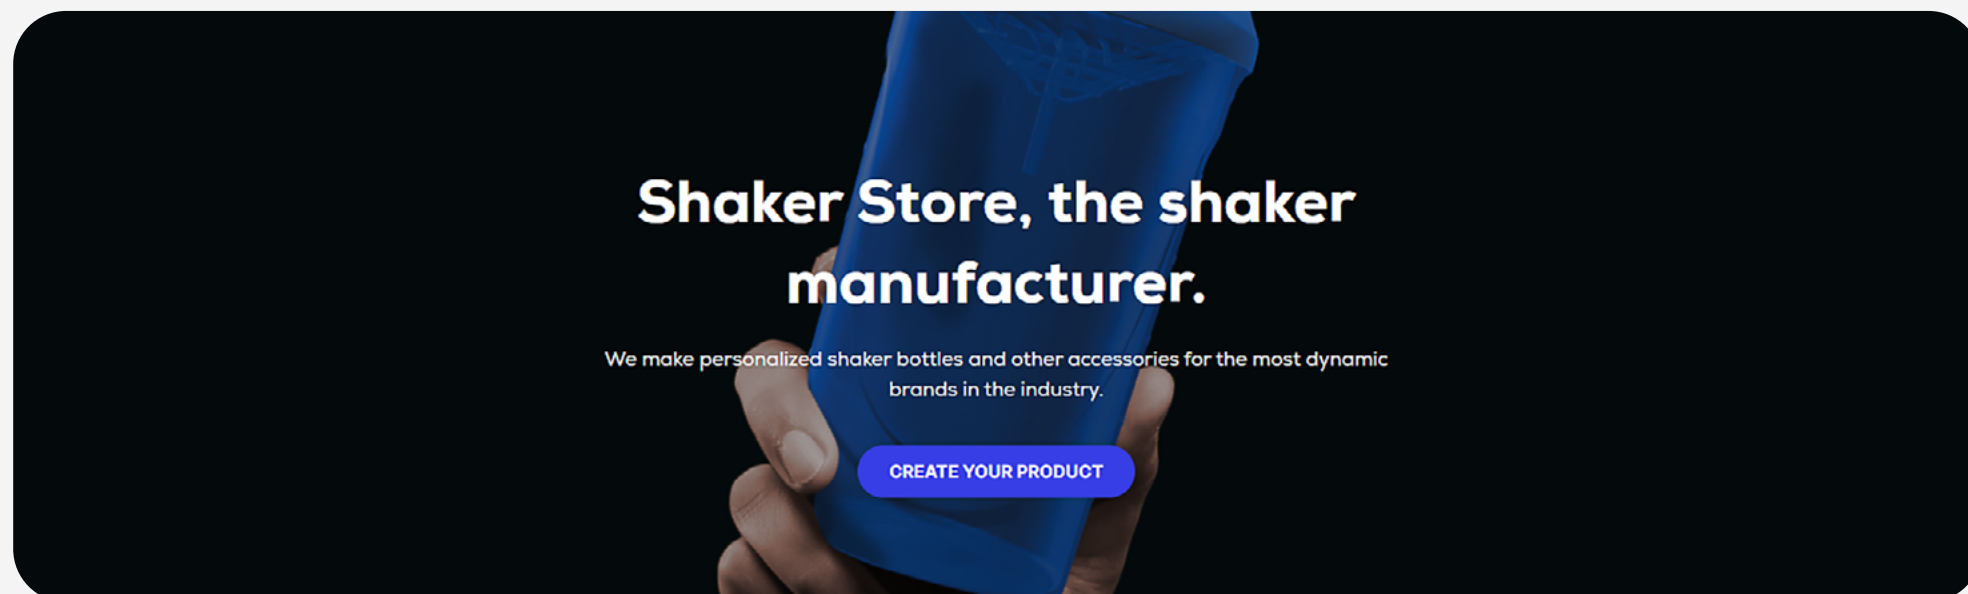 Shaker Store, the shaker
manufacturer.
We make personalized shaker bottles and other accessories for the most dynamic
brands in the industry.
CREATE YOUR PRODUCT